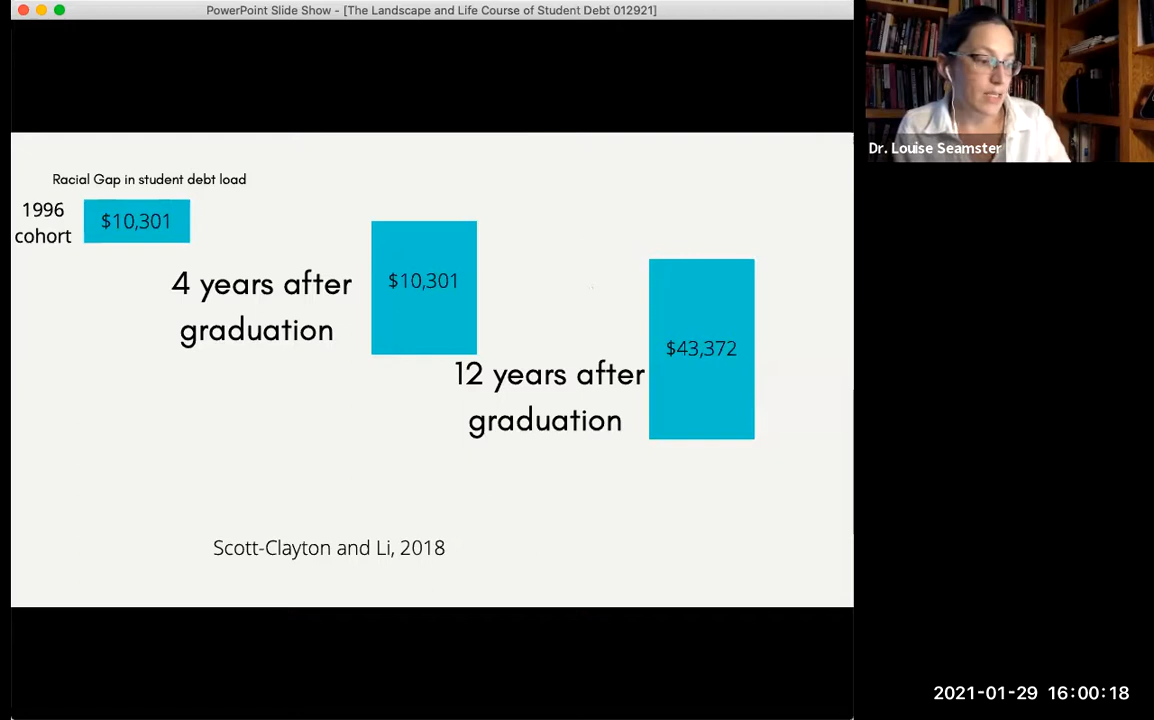 PowerPoint Slide Show - [The Landscape and Life Course of Student Debt 012921]
Dr. Louise Seamster
Racial Gap in student debt load
1996
cohort
$10,301
4 years after
graduation
$10,301
12 years after
graduation
$43,372
Scott-Clayton and Li, 2018
2021-01-29 16:00:18